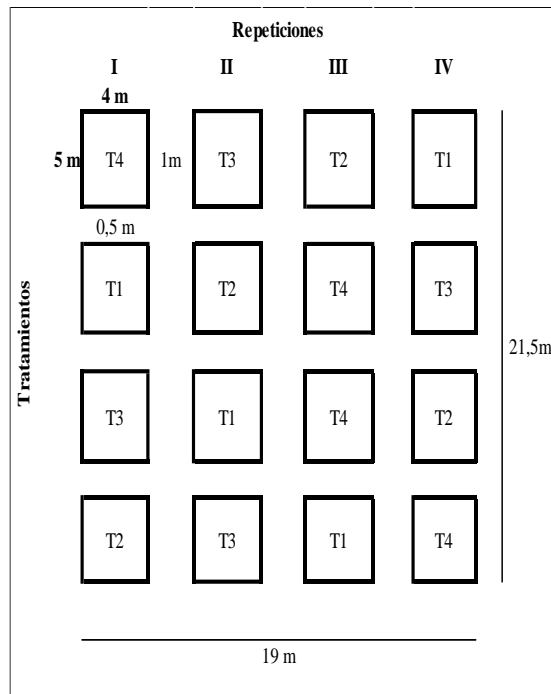 Repeticiones
I II III IV
4 m
5 m T4 1m T3 T2 T1
0,5 m
T1 T2 T4 T3
21,5m
Tratamientos
T3 T1 T4 T2
T2 T3 T1 T4
19 m